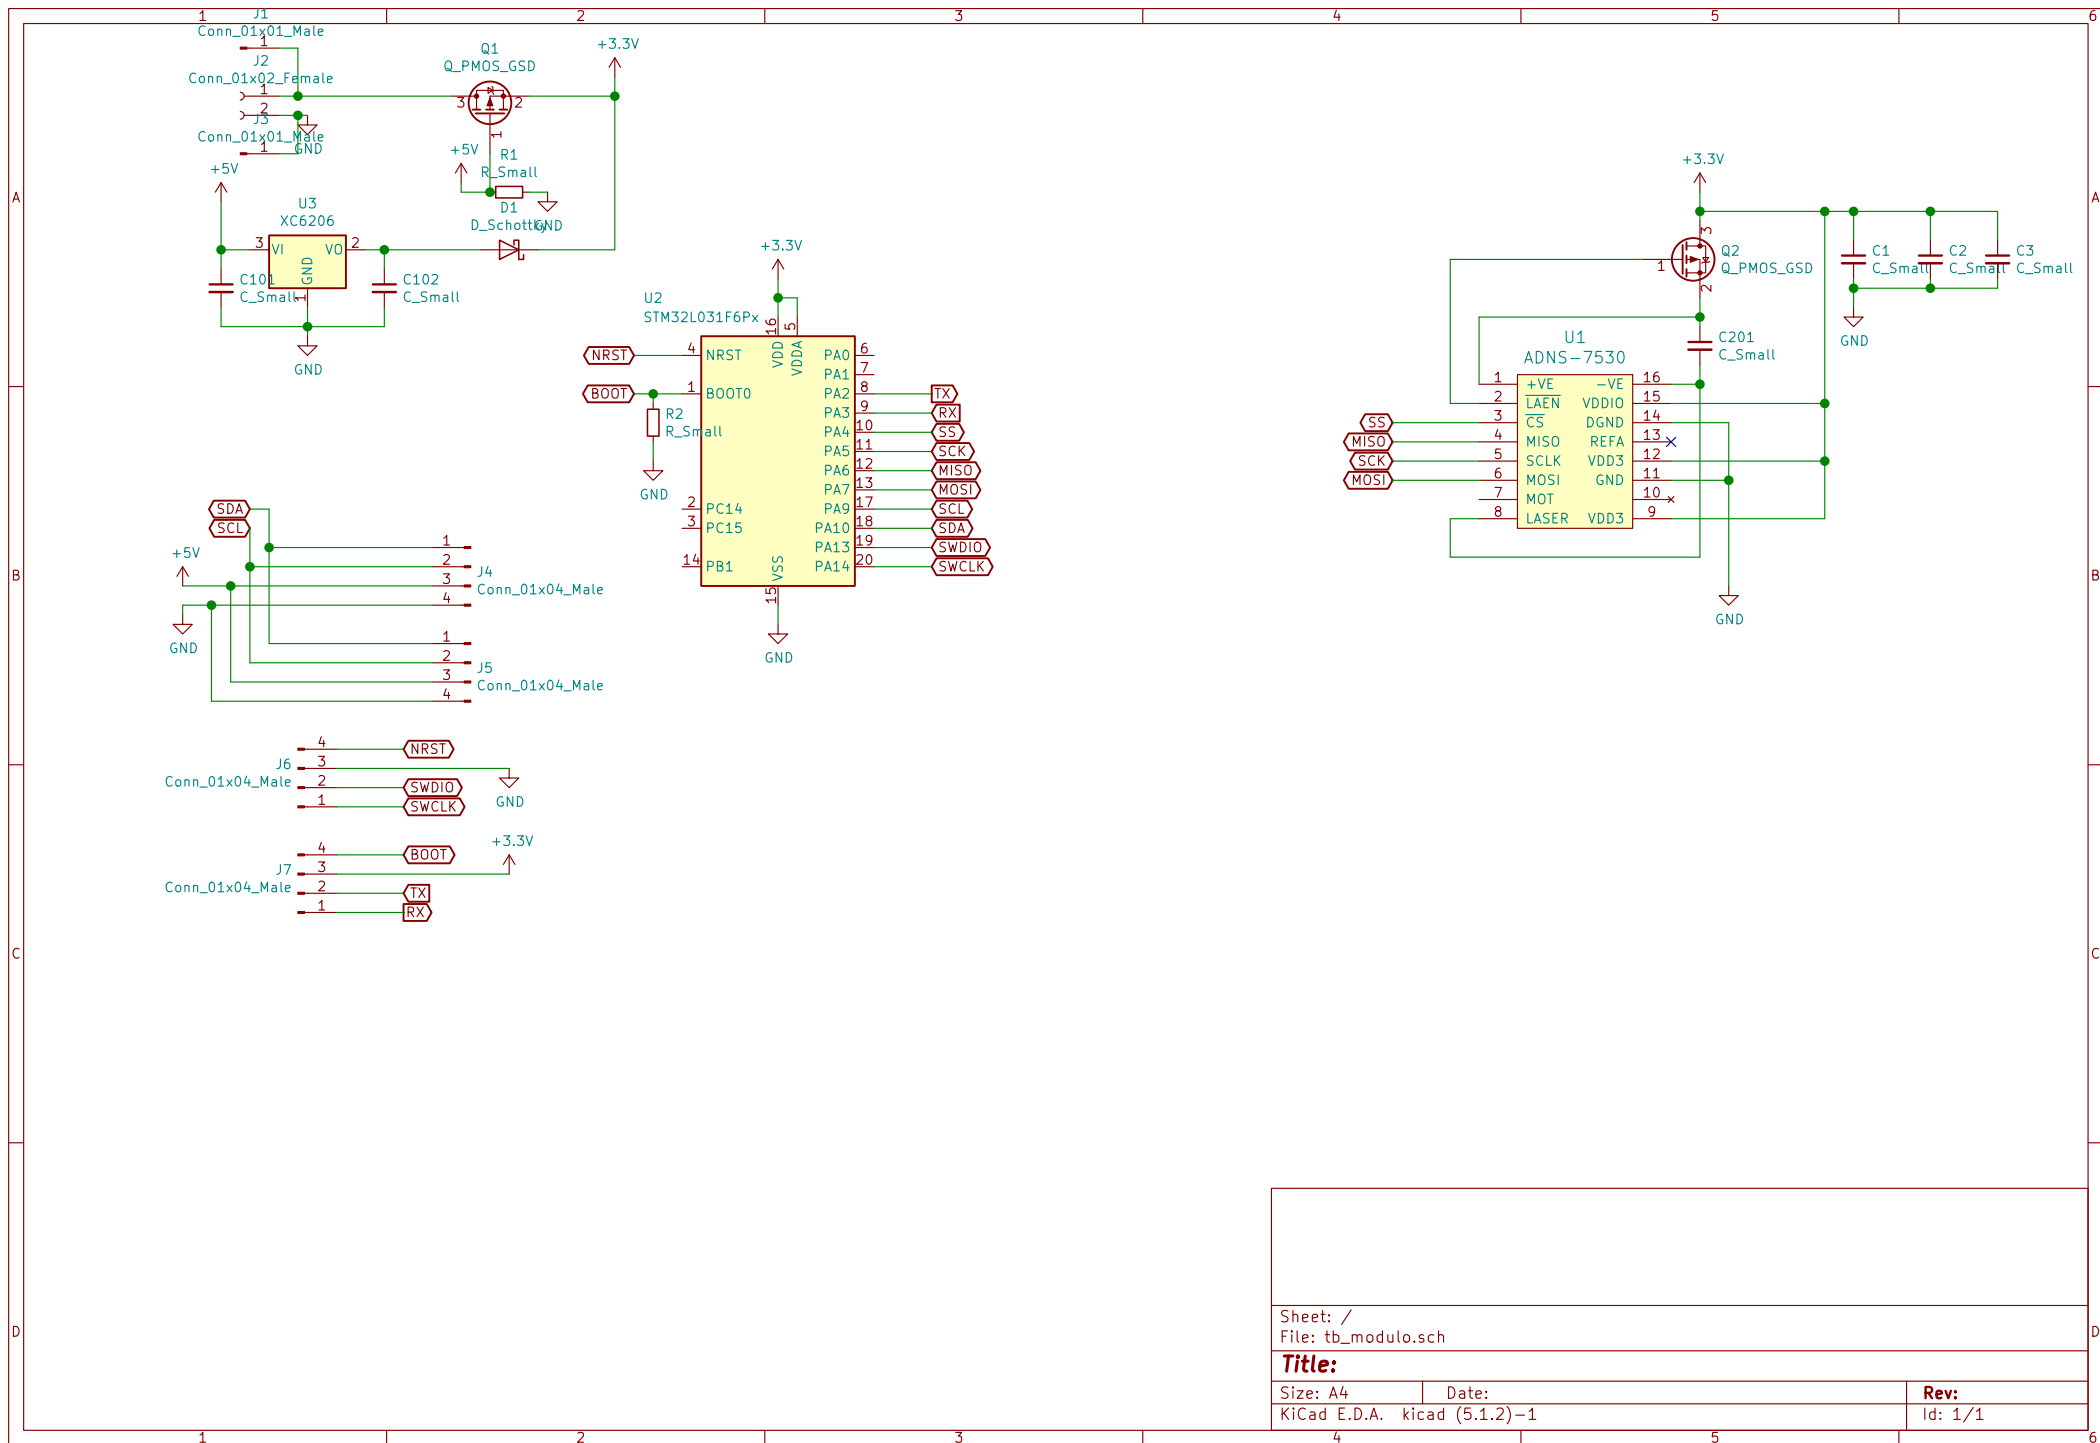 1 2 3 4 5 6
A
B
C
D
A
B
C
D
1 2 3 4 5 6
J1
Conn_01x01_Male
1
J2
Conn_01x02_Female
1
2
J3
Conn_01x01_Male
1
GND
Q1
Q_PMOS_GSD
3
2
1
+3.3V
+5V
R1
R_Small
GND
D1
D_Schottky
+5V
U3
XC6206
3
VI
VO
2
GND
1
C101
C_Small
C102
C_Small
GND
+3.3V
U2
STM32L031F6Px
16
5
VDD
VDDA
NRST
4
NRST
BOOT
1
BOOT0
R2
R_Small
GND
2
PC14
3
PC15
14
PB1
VSS
15
GND
PA0
6
PA1
7
PA2
8
TX
PA3
9
RX
PA4
10
SS
PA5
11
SCK
PA6
12
MISO
PA7
13
MOSI
PA9
17
SCL
PA10
18
SDA
PA13
19
SWDIO
PA14
20
SWCLK
SDA
SCL
+5V
GND
1
2
3
4
J4
Conn_01x04_Male
1
2
3
4
J5
Conn_01x04_Male
J6
Conn_01x04_Male
4
NRST
3
GND
2
SWDIO
1
SWCLK
J7
Conn_01x04_Male
+3.3V
4
BOOT
3
2
TX
1
RX
+3.3V
3
Q2
Q_PMOS_GSD
1
2
C1
C_Small
C2
C_Small
C3
C_Small
GND
C201
C_Small
U1
ADNS-7530
1
+VE
2
LAEN
SS
3
CS
MISO
4
MISO
SCK
5
SCLK
MOSI
6
MOSI
7
MOT
8
LASER
-VE
16
VDDIO
15
DGND
14
REFA
13
VDD3
12
GND
11
10
VDD3
9
GND
Sheet: /
File: tb_modulo.sch
Title:
Size: A4
Date:
Rev:
KiCad E.D.A. kicad (5.1.2)-1
Id: 1/1